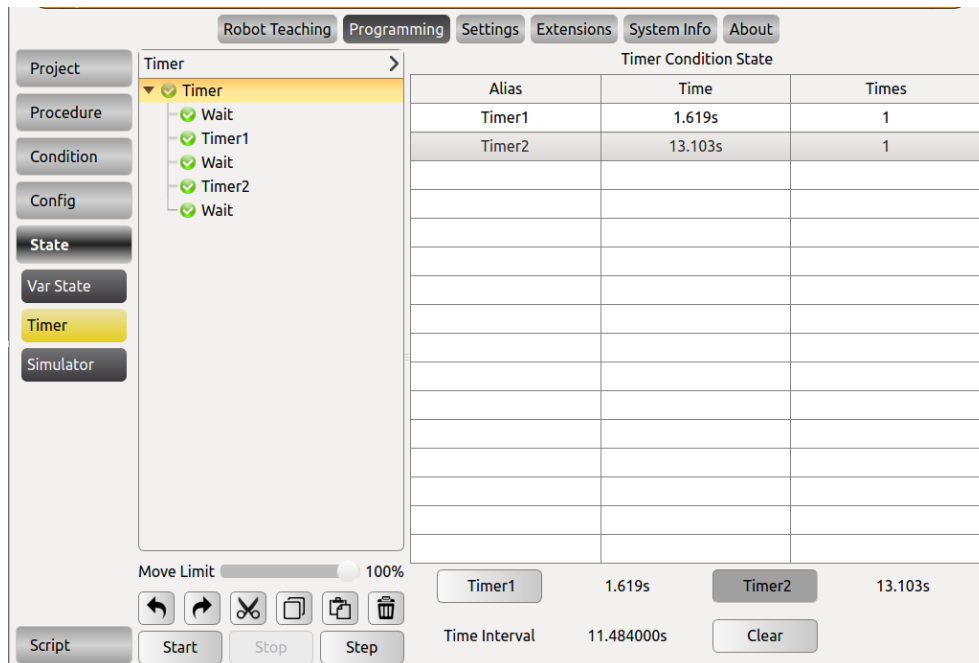 Robot Teaching Programming Settings Extensions System Info About
Project
Procedure
Condition
Config
State
Var State
Timer
Simulator
Script
Timer
Timer
Wait
Timer1
Wait
Timer2
Wait
Move Limit 100%
Start Stop Step
Timer Condition State
Alias Time Times
Timer1 1.619s 1
Timer2 13.103s 1
Timer1 1.619s Timer2 13.103s
Time Interval 11.484000s Clear